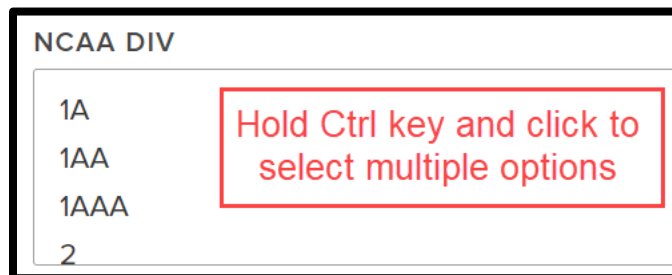 NCAA DIV
1A
1AA
1AAA
2
Hold Ctrl key and click to
select multiple options